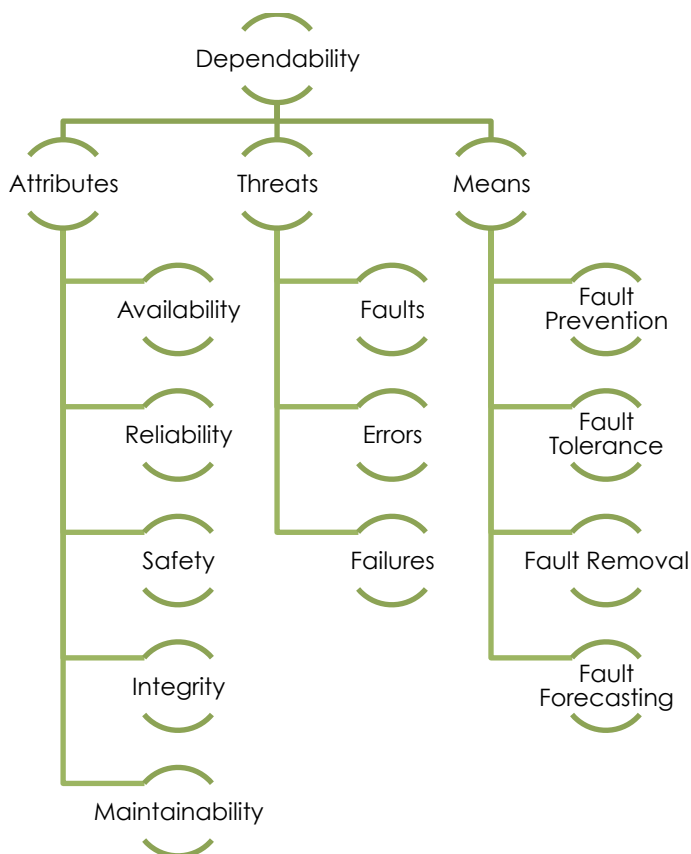 Dependability
Attributes
Threats
Means
Availability
Faults
Fault
Prevention
Reliability
Errors
Fault
Tolerance
Safety
Failures
Fault Removal
Integrity
Fault
Forecasting
Maintainability